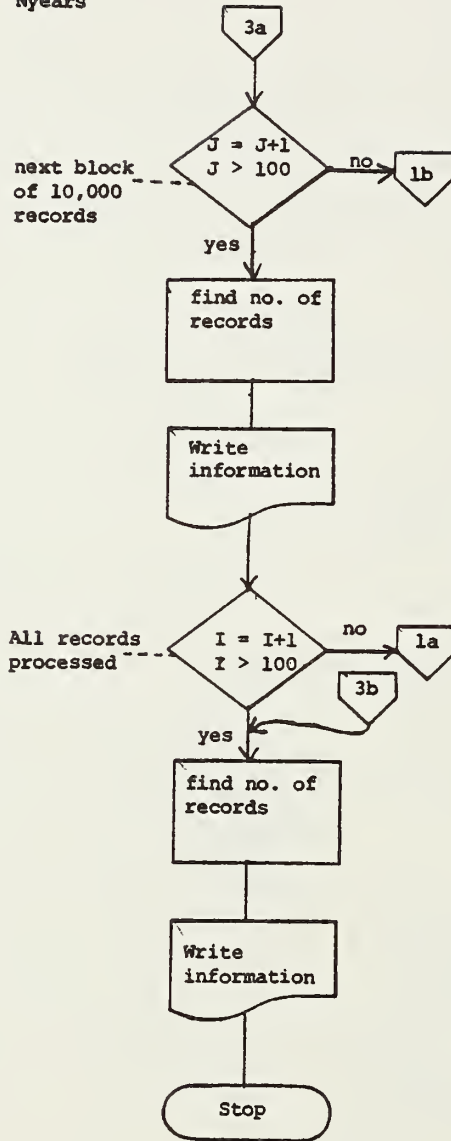 Nyears
3a
J = J+1
J > 100
no
1b
next block
of 10,000
records
yes
find no. of
records
Write
information
All records
processed
I = I+1
I > 100
no
1a
3b
yes
find no. of
records
Write
information
Stop